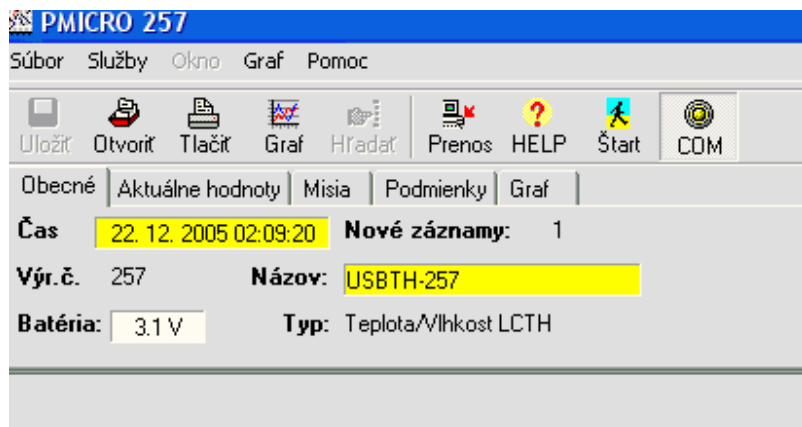 PMICRO 257
Súbor Služby Okno Graf Pomoc
Uložiť Otvoriť Tlačiť Graf Hľadať Prenos HELP Štart COM
Obecné Aktuálne hodnoty Misia Podmienky Graf
Čas 22. 12. 2005 02:09:20 Nové záznamy: 1
Výr.č. 257 Názov: USBTH-257
Batéria: 3.1 V Typ: Teplota/Vlhkost LCTH